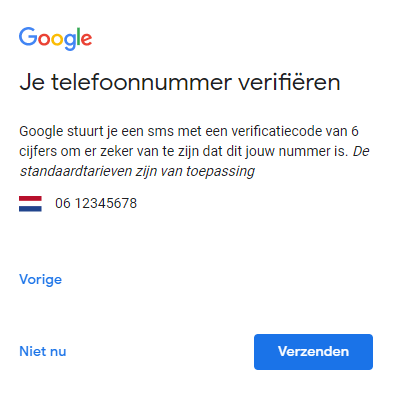 Google
Je telefoonnummer verifiëren
Google stuurt je een sms met een verificatiecode van 6
cijfers om er zeker van te zijn dat dit jouw nummer is. De
standaardtarieven zijn van toepassing
06 12345678
Vorige
Niet nu
Verzenden